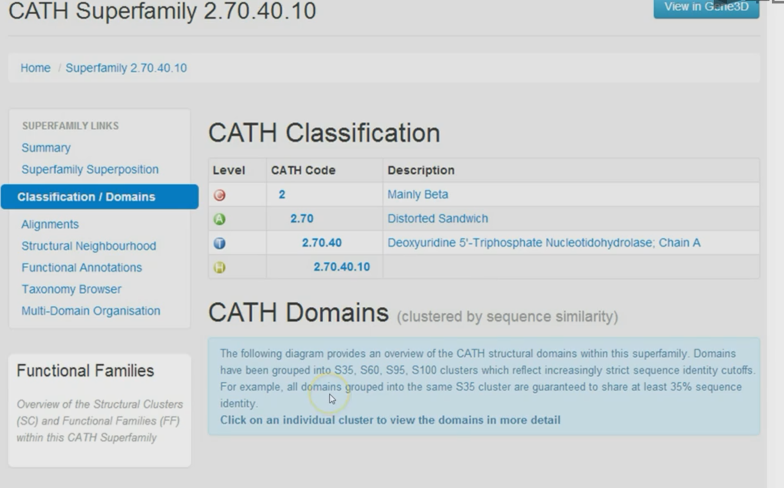 CATH Superfamily 2.70.40.10
View in Gene3D
Home / Superfamily 2.70.40.10
SUPERFAMILY LINKS
Summary
Superfamily Superposition
Classification / Domains
Alignments
Structural Neighbourhood
Functional Annotations
Taxonomy Browser
Multi-Domain Organisation
Functional Families
Overview of the Structural Clusters
(SC) and Functional Families (FF)
within this CATH Superfamily
CATH Classification
Level CATH Code Description
C 2 Mainly Beta
A 2.70 Distorted Sandwich
T 2.70.40 Deoxyuridine 5'-Triphosphate Nucleotidohydrolase; Chain A
H 2.70.40.10
CATH Domains (clustered by sequence similarity)
The following diagram provides an overview of the CATH structural domains within this superfamily. Domains
have been grouped into S35, S60, S95, S100 clusters which reflect increasingly strict sequence identity cutoffs.
For example, all domains grouped into the same S35 cluster are guaranteed to share at least 35% sequence
identity.
Click on an individual cluster to view the domains in more detail